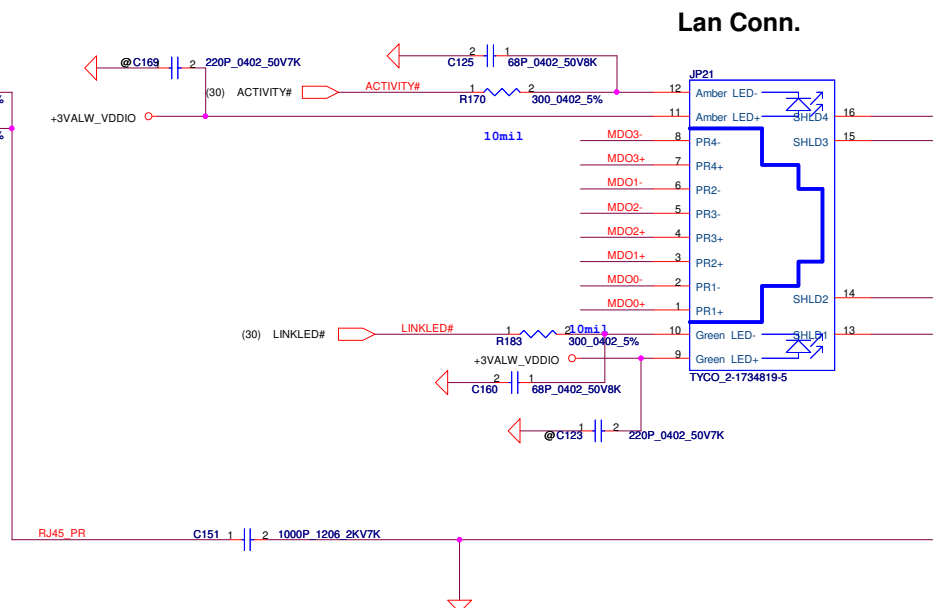 Lan Conn.
@C169 1 2 220P_0402_50V7K
2 1
C125 68P_0402_50V8K
JP21
(30) ACTIVITY# ACTIVITY# 1 2 12 Amber LED-
R170 300_0402_5%
+3VALW_VDDIO 11 Amber LED+ SHLD4 16
10mil MDO3- 8 PR4- SHLD3 15
MDO3+ 7 PR4+
MDO1- 6 PR2-
MDO2- 5 PR3-
MDO2+ 4 PR3+
MDO1+ 3 PR2+
MDO0- 2 PR1- SHLD2 14
MDO0+ 1 PR1+
(30) LINKLED# LINKLED# 1 2 10mil 10 Green LED- SHLD1 13
R183 300_0402_5%
+3VALW_VDDIO 9 Green LED+
2 1
C160 68P_0402_50V8K
TYCO_2-1734819-5
@C123 1 2 220P_0402_50V7K
RJ45_PR C151 1 2 1000P_1206_2KV7K